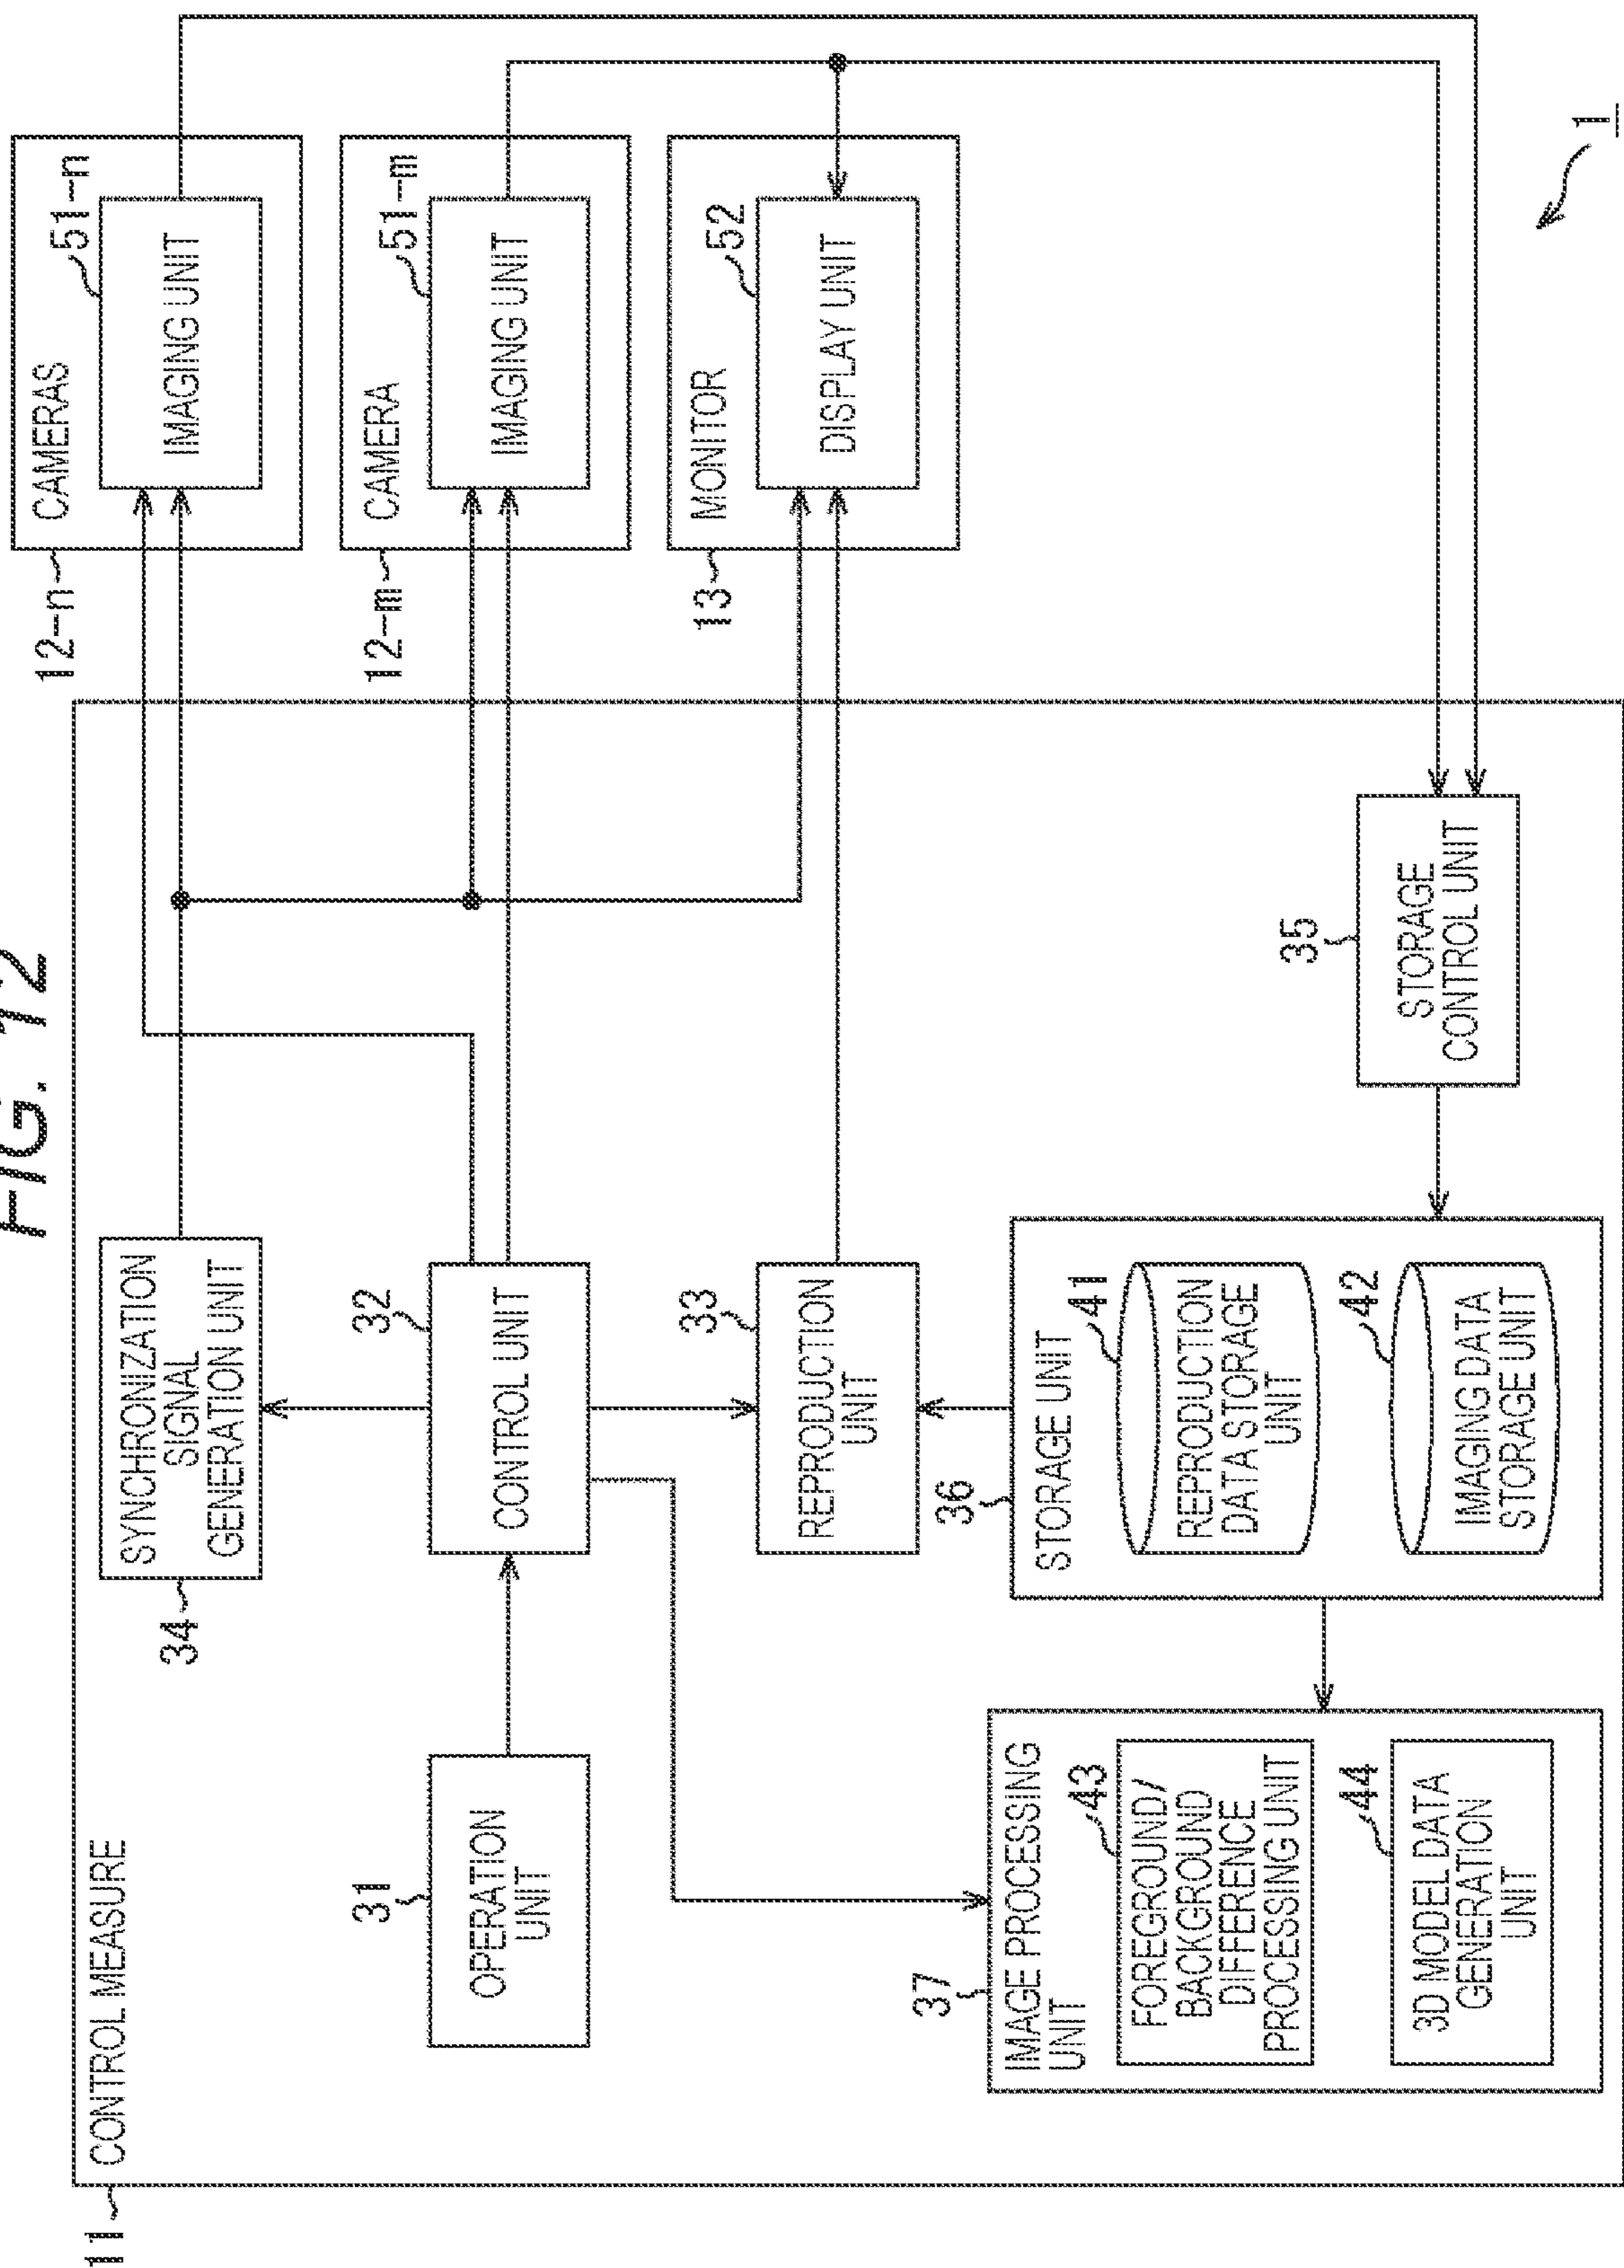 FIG. 12
11
CONTROL MEASURE
34
SYNCHRONIZATION
SIGNAL
GENERATION UNIT
12-n
CAMERAS
51-n
IMAGING UNIT
31
OPERATION
UNIT
32
CONTROL UNIT
12-m
CAMERA
51-m
IMAGING UNIT
33
REPRODUCTION
UNIT
13
MONITOR
52
DISPLAY UNIT
37
IMAGE PROCESSING
UNIT
43
FOREGROUND/
BACKGROUND
DIFFERENCE
PROCESSING UNIT
44
3D MODEL DATA
GENERATION
UNIT
36
STORAGE UNIT
41
REPRODUCTION
DATA STORAGE
UNIT
42
IMAGING DATA
STORAGE UNIT
35
STORAGE
CONTROL UNIT
1